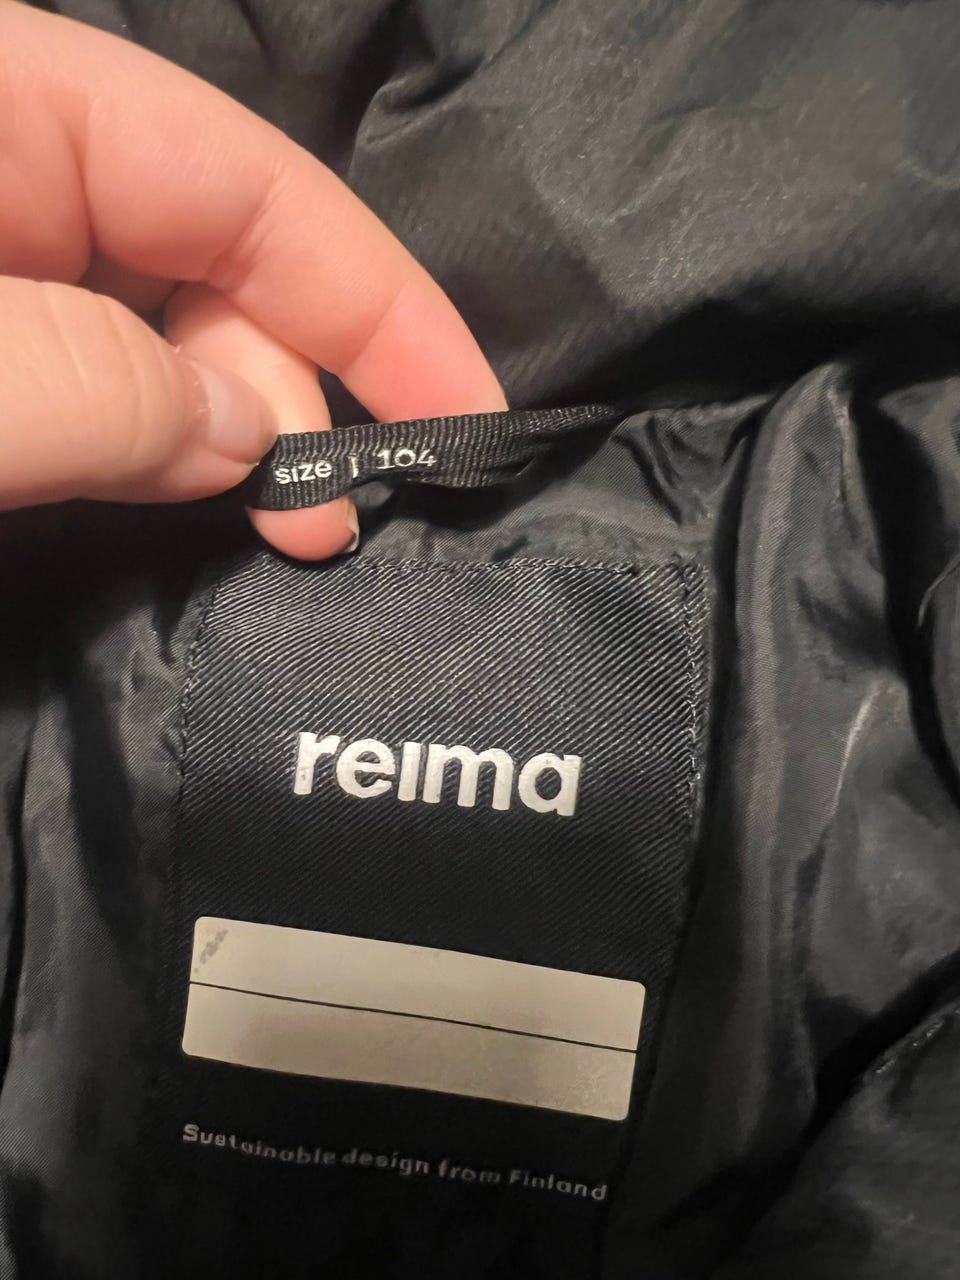 size | 104
reima
Sustainable design from Finland